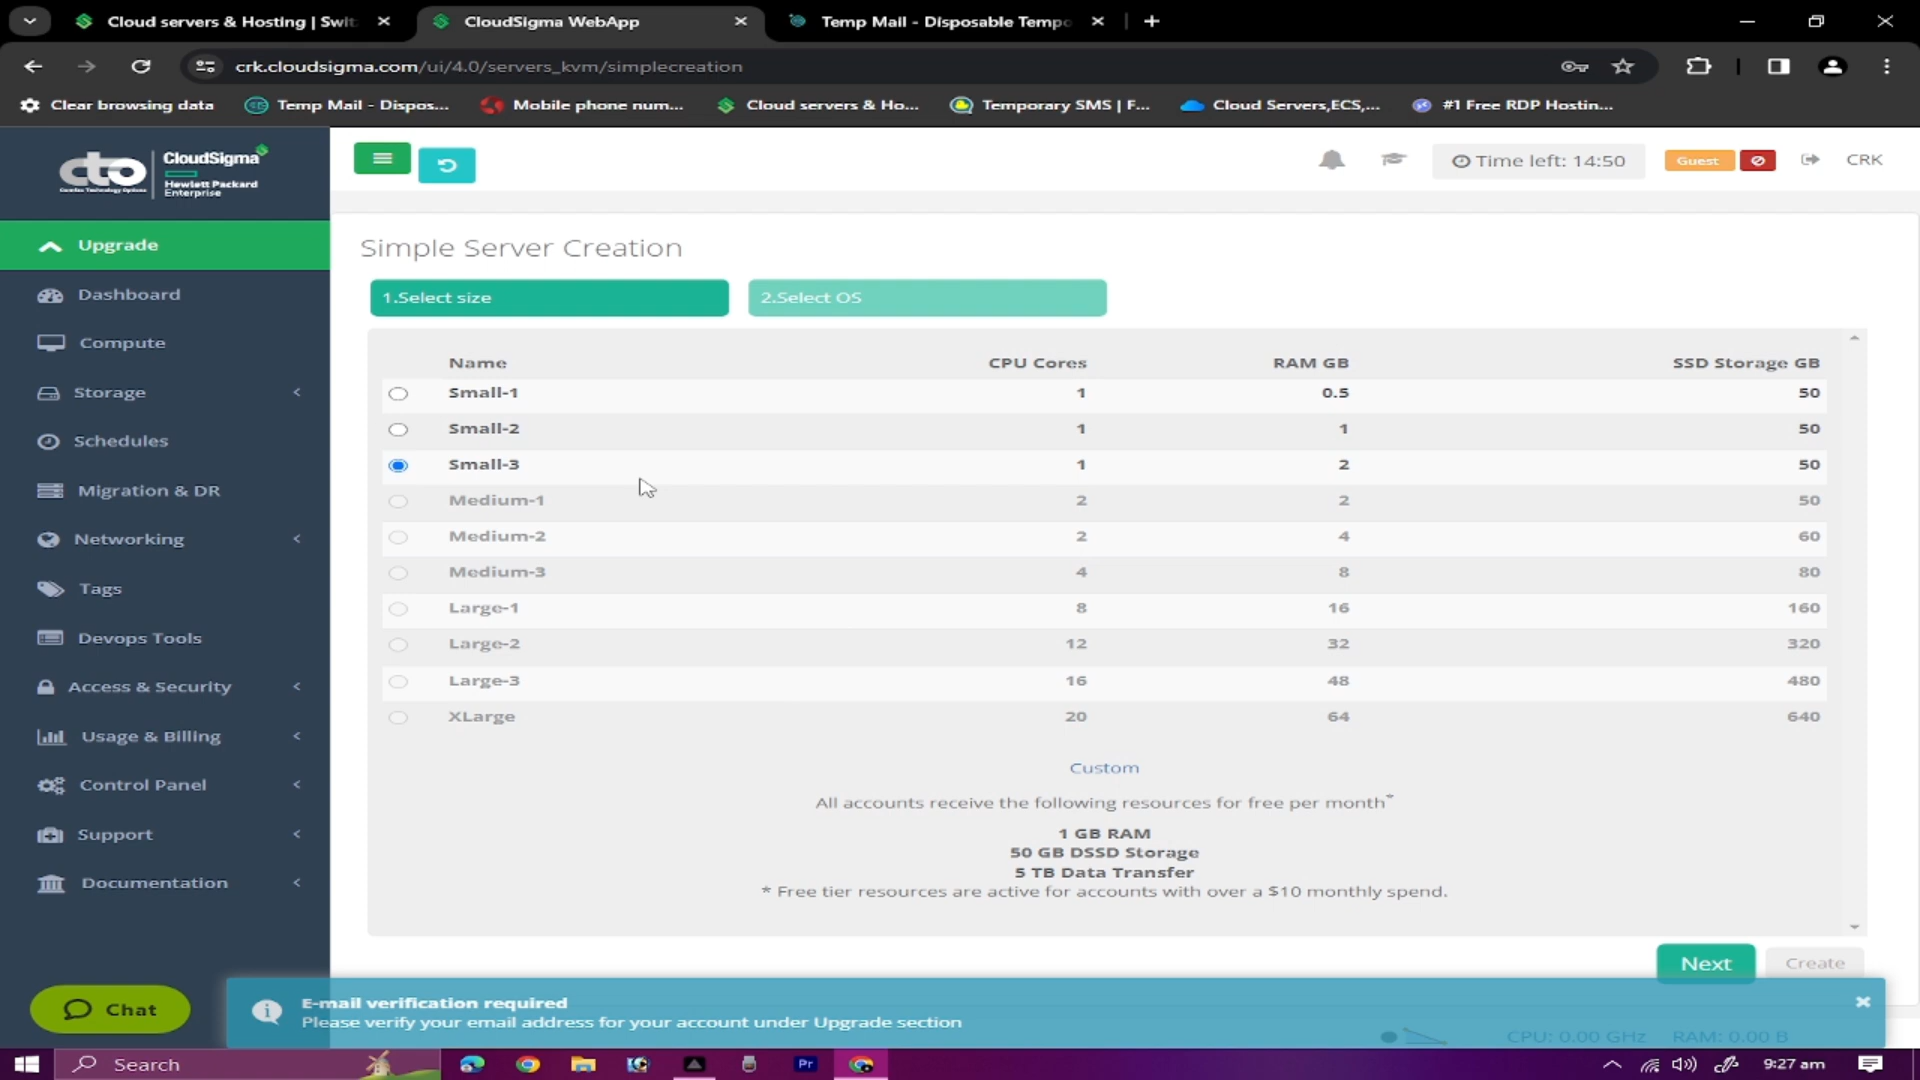 Cloud servers & Hosting | Swit
CloudSigma WebApp
Temp Mail - Disposable Tempo
crk.cloudsigma.com/ui/4.0/servers_kvm/simplecreation
Clear browsing data
Temp Mail - Dispos...
Mobile phone num...
Cloud servers & Ho...
Temporary SMS | F...
Cloud Servers,ECS,...
#1 Free RDP Hostin...
cto
CloudSigma
Hewlett Packard
Enterprise
Time left: 14:50
Guest
CRK
Upgrade
Dashboard
Compute
Storage
Schedules
Migration & DR
Networking
Tags
Devops Tools
Access & Security
Usage & Billing
Control Panel
Support
Documentation
Chat
Simple Server Creation
1.Select size
2.Select OS
Name CPU Cores RAM GB SSD Storage GB
Small-1 1 0.5 50
Small-2 1 1 50
Small-3 1 2 50
Medium-1 2 2 50
Medium-2 2 4 60
Medium-3 4 8 80
Large-1 8 16 160
Large-2 12 32 320
Large-3 16 48 480
XLarge 20 64 640
Custom
All accounts receive the following resources for free per month*
1 GB RAM
50 GB DSSD Storage
5 TB Data Transfer
* Free tier resources are active for accounts with over a $10 monthly spend.
Next
Create
E-mail verification required
Please verify your email address for your account under Upgrade section
CPU: 0.00 GHz RAM: 0.00 B
Search
Pr
9:27 am